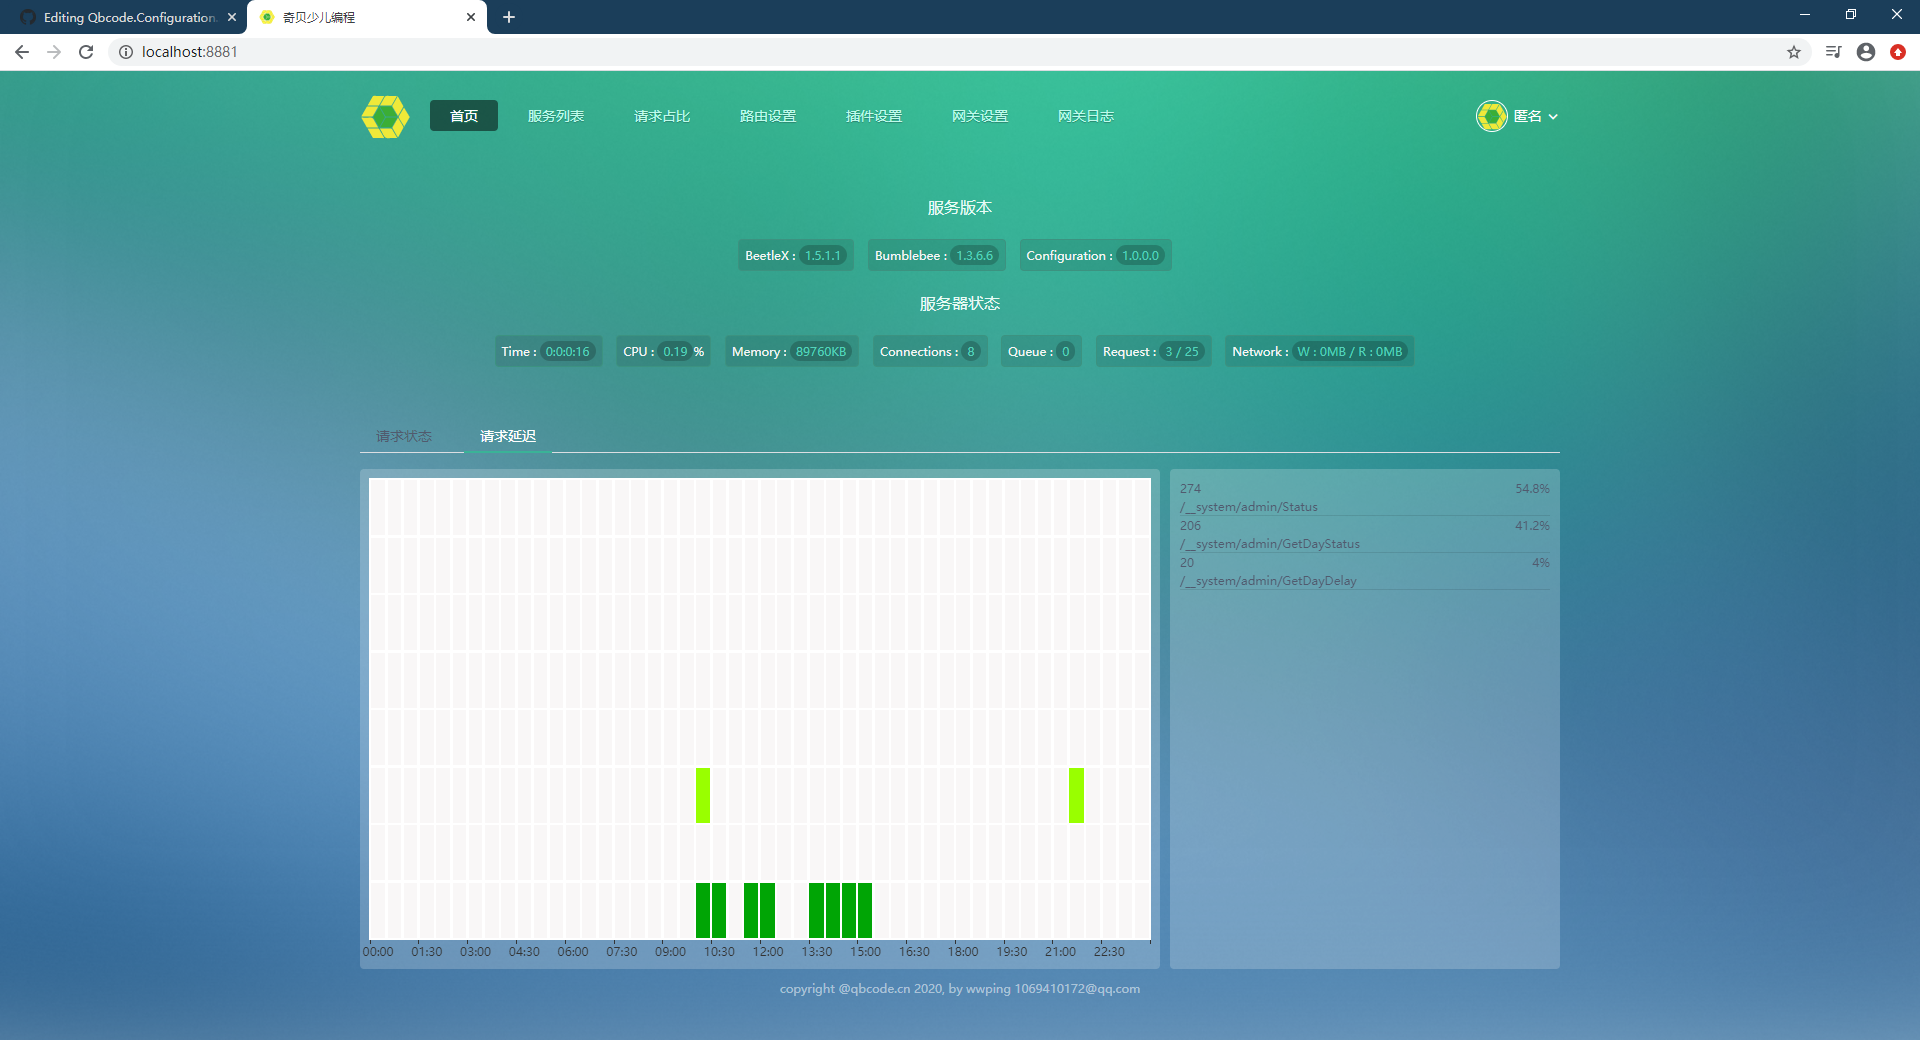 Editing Qbcode.Configuration.
奇贝少儿编程
localhost:8881
首页 服务列表 请求占比 路由设置 插件设置 网关设置 网关日志 匿名
服务版本
BeetleX : 1.5.1.1 Bumblebee : 1.3.6.6 Configuration : 1.0.0.0
服务器状态
Time : 0:0:0:16 CPU : 0.19 % Memory : 89760KB Connections : 8 Queue : 0 Request : 3 / 25 Network : W : 0MB / R : 0MB
请求状态 请求延迟
274 54.8%
/__system/admin/Status
206 41.2%
/__system/admin/GetDayStatus
20 4%
/__system/admin/GetDayDelay
00:00 01:30 03:00 04:30 06:00 07:30 09:00 10:30 12:00 13:30 15:00 16:30 18:00 19:30 21:00 22:30
copyright @qbcode.cn 2020, by wwping 1069410172@qq.com